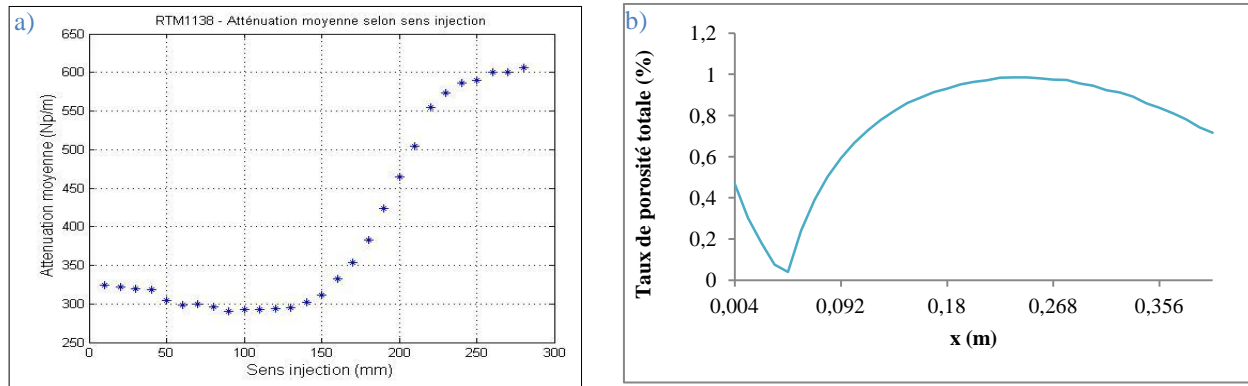 a)
RTM1138 - Atténuation moyenne selon sens injection
650
600
550
500
450
400
350
300
250
Attenuation moyenne (Np/m)
0 50 100 150 200 250 300
Sens injection (mm)
b)
1,2
1
0,8
0,6
0,4
0,2
0
Taux de porosité totale (%)
0,004 0,092 0,18 0,268 0,356
x (m)